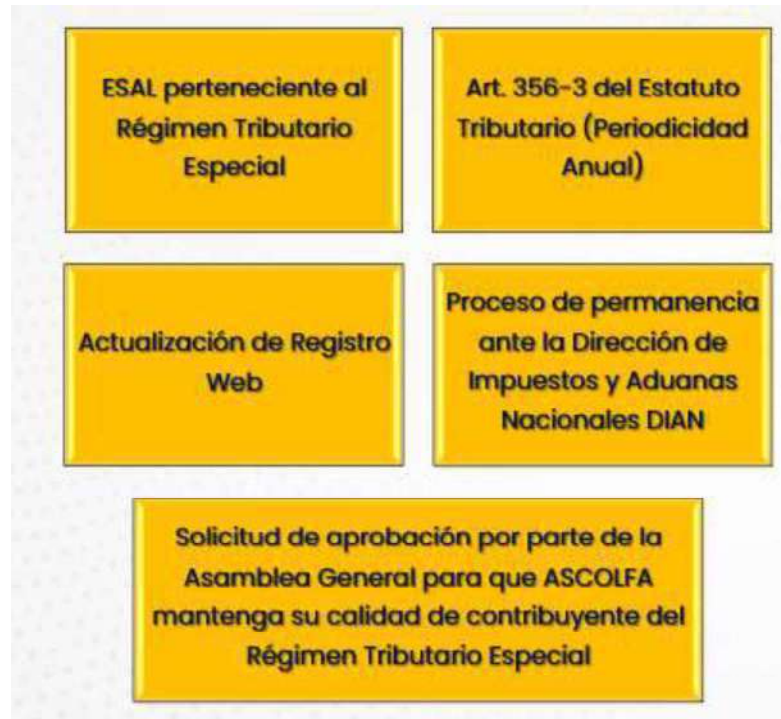 ESAL perteneciente al
Régimen Tributario
Especial
Art. 356-3 del Estatuto
Tributario (Periodicidad
Anual)
Actualización de Registro
Web
Proceso de permanencia
ante la Dirección de
Impuestos y Aduanas
Nacionales DIAN
Solicitud de aprobación por parte de la
Asamblea General para que ASCOLFA
mantenga su calidad de contribuyente del
Régimen Tributario Especial